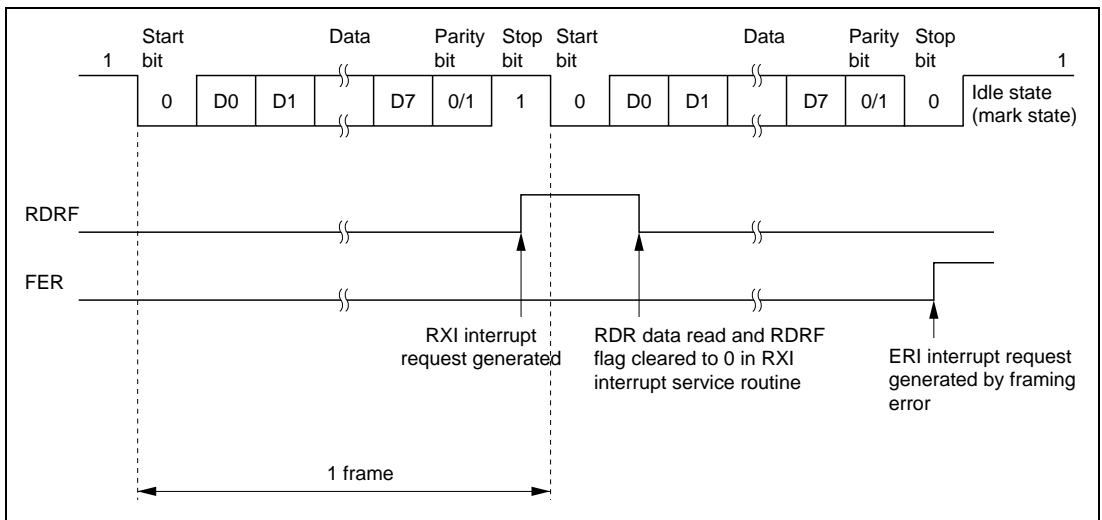 Start bit
Data
Parity bit
Stop bit
Start bit
Data
Parity bit
Stop bit
1
1
0 D0 D1 D7 0/1 1 0 D0 D1 D7 0/1 0
Idle state
(mark state)
RDRF
FER
RXI interrupt
request generated
RDR data read and RDRF
flag cleared to 0 in RXI
interrupt service routine
ERI interrupt request
generated by framing
error
1 frame